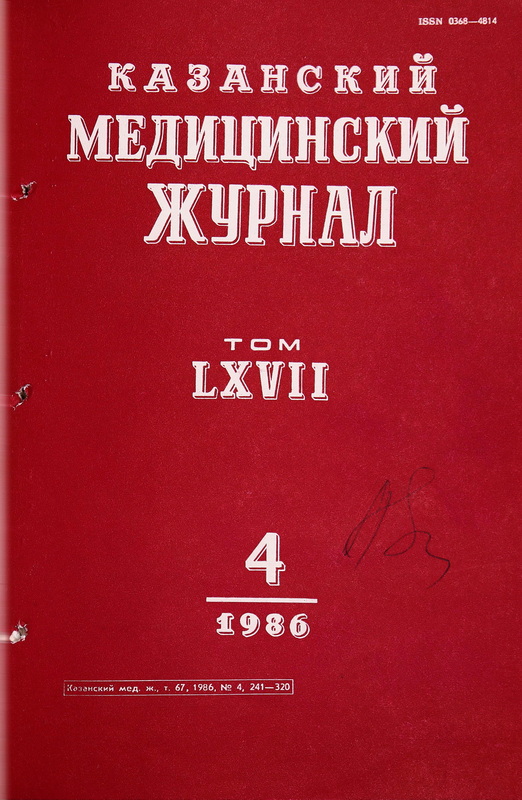 ISSN 0368—4814
КАЗАНСКИЙ
МЕДИЦИНСКИЙ
ЖУРНАЛ
ТОМ
LXVII
4
1986
Казанский мед. ж., т. 67, 1986, № 4, 241—320